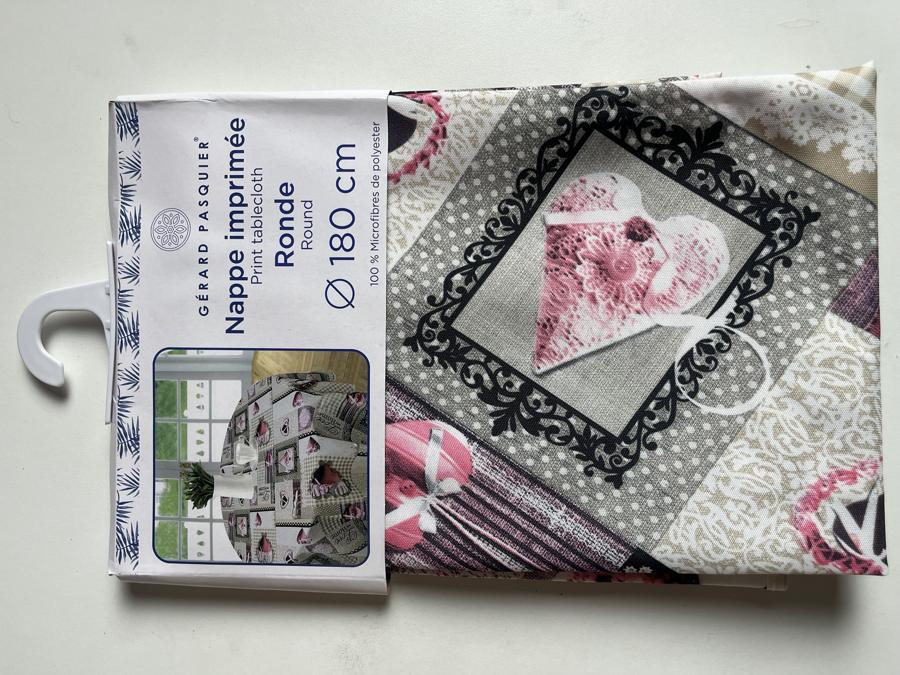 GÉRARD PASQUIER®
Nappe imprimée
Print tablecloth
Ronde
Round
Ø 180 cm
100 % Microfibres de polyester